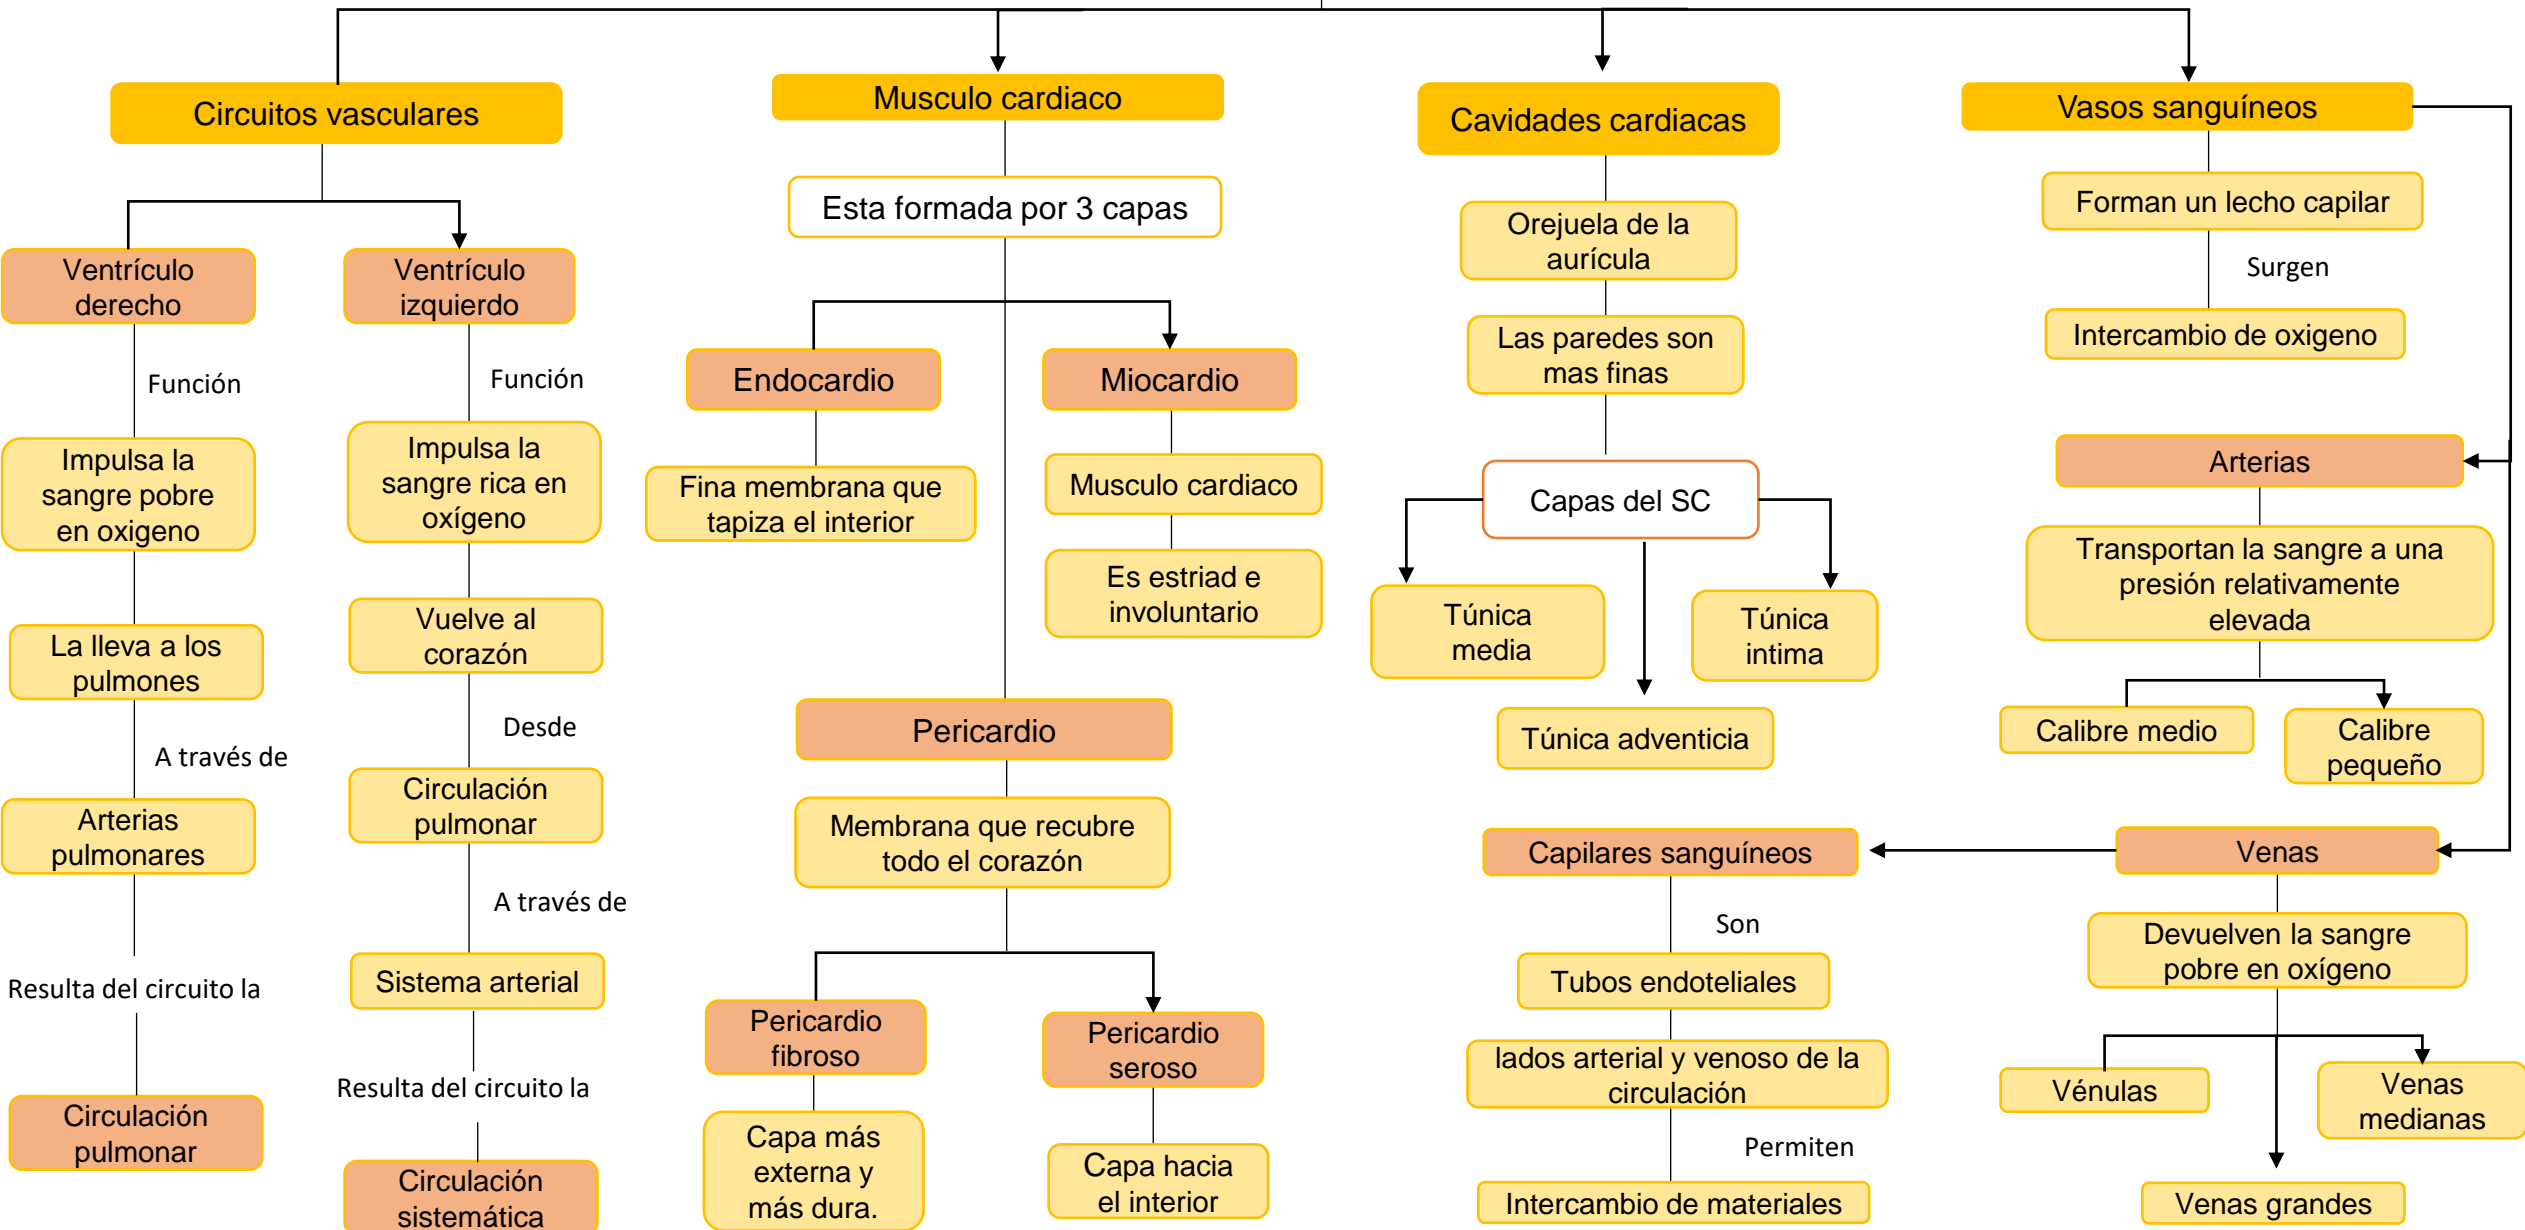 Circuitos vasculares
Ventrículo
derecho
Función
Impulsa la
sangre pobre
en oxigeno
La lleva a los
pulmones
A través de
Arterias
pulmonares
Resulta del circuito la
Circulación
pulmonar
Ventrículo
izquierdo
Función
Impulsa la
sangre rica en
oxígeno
Vuelve al
corazón
Desde
Circulación
pulmonar
A través de
Sistema arterial
Resulta del circuito la
Circulación
sistemática
Musculo cardiaco
Esta formada por 3 capas
Endocardio
Fina membrana que
tapiza el interior
Miocardio
Musculo cardiaco
Es estriad e
involuntario
Pericardio
Membrana que recubre
todo el corazón
Pericardio
fibroso
Capa más
externa y
más dura.
Pericardio
seroso
Capa hacia
el interior
Cavidades cardiacas
Orejuela de la
aurícula
Las paredes son
mas finas
Capas del SC
Túnica
media
Túnica
intima
Túnica adventicia
Vasos sanguíneos
Forman un lecho capilar
Surgen
Intercambio de oxigeno
Arterias
Transportan la sangre a una
presión relativamente
elevada
Calibre medio
Calibre
pequeño
Venas
Devuelven la sangre
pobre en oxígeno
Vénulas
Venas
medianas
Venas grandes
Capilares sanguíneos
Son
Tubos endoteliales
lados arterial y venoso de la
circulación
Permiten
Intercambio de materiales